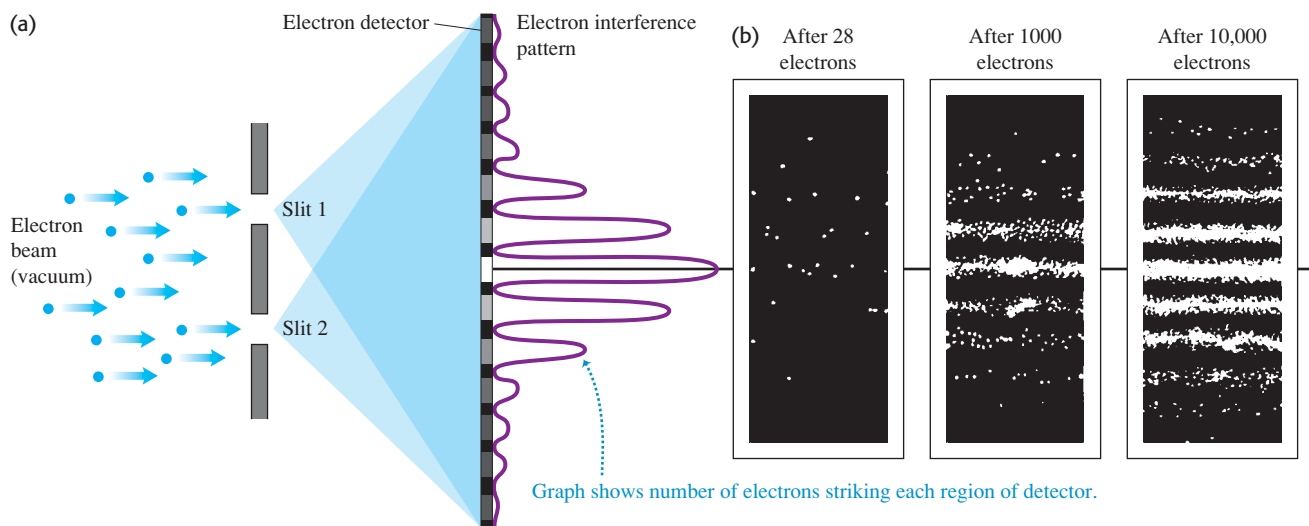 (a)
Electron detector
Electron interference
pattern
Electron
beam
(vacuum)
Slit 1
Slit 2
Graph shows number of electrons striking each region of detector.
(b)
After 28
electrons
After 1000
electrons
After 10,000
electrons